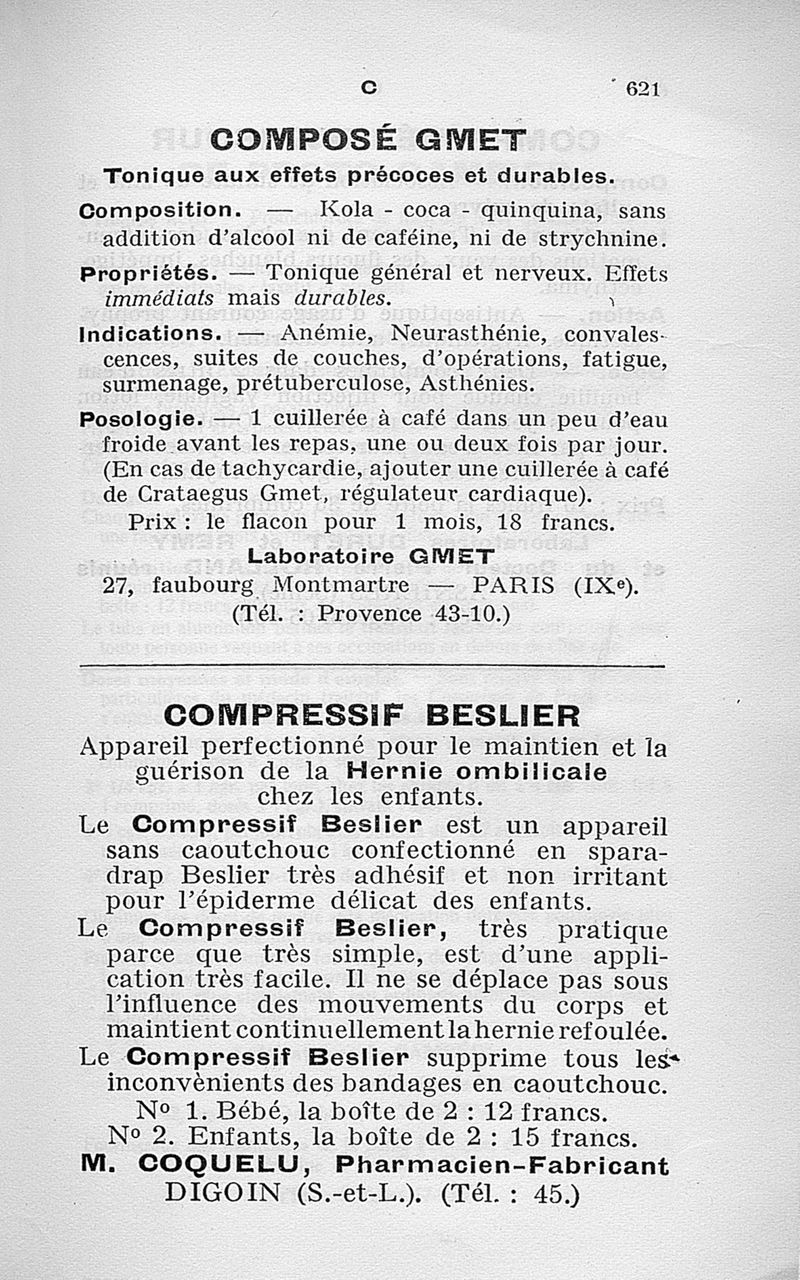 C 621
COMPOSÉ GMET
Tonique aux effets précoces et durables.
Composition. — Kola - coca - quinquina, sans
addition d'alcool ni de caféine, ni de strychnine.
Propriétés. — Tonique général et nerveux. Effets
immédiats mais durables.
Indications. — Anémie, Neurasthénie, convales-
cences, suites de couches, d'opérations, fatigue,
surmenage, prétuberculose, Asthénies.
Posologie. — 1 cuillerée à café dans un peu d'eau
froide avant les repas, une ou deux fois par jour.
(En cas de tachycardie, ajouter une cuillerée à café
de Crataegus Gmet, régulateur cardiaque).
Prix : le flacon pour 1 mois, 18 francs.
Laboratoire GMET
27, faubourg Montmartre — PARIS (IXe).
(Tél. : Provence 43-10.)
COMPRESSIF BESLIER
Appareil perfectionné pour le maintien et la
guérison de la Hernie ombilicale
chez les enfants.
Le Compressif Beslier est un appareil
sans caoutchouc confectionné en spara-
drap Beslier très adhésif et non irritant
pour l'épiderme délicat des enfants.
Le Compressif Beslier, très pratique
parce que très simple, est d'une appli-
cation très facile. Il ne se déplace pas sous
l'influence des mouvements du corps et
maintient continuellement la hernie refoulée.
Le Compressif Beslier supprime tous les
inconvènients des bandages en caoutchouc.
No 1. Bébé, la boîte de 2 : 12 francs.
No 2. Enfants, la boîte de 2 : 15 francs.
M. COQUELU, Pharmacien-Fabricant
DIGOIN (S.-et-L.). (Tél. : 45.)